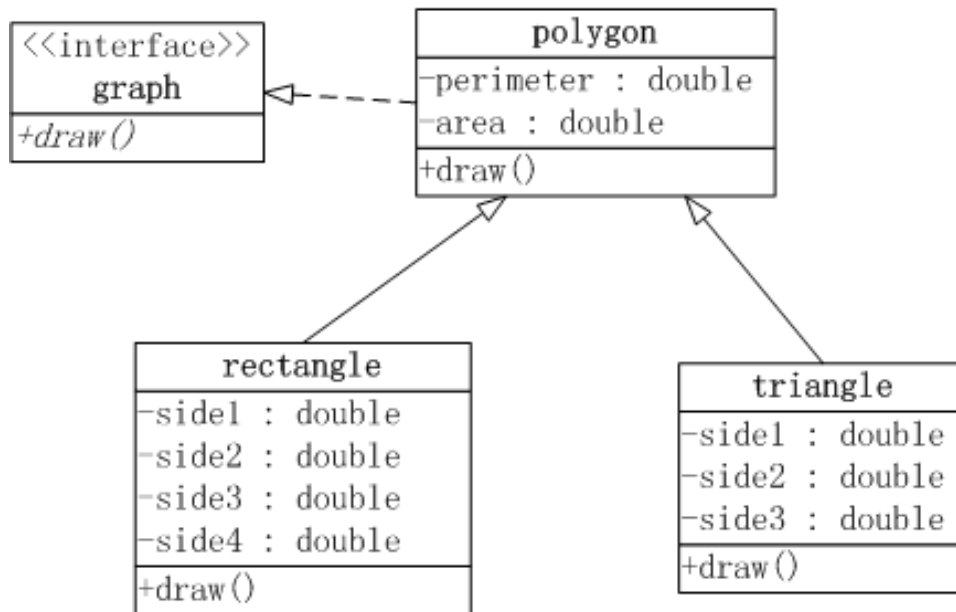 <<interface>>
graph
+draw()
polygon
-perimeter : double
-area : double
+draw()
rectangle
-side1 : double
-side2 : double
-side3 : double
-side4 : double
+draw()
triangle
-side1 : double
-side2 : double
-side3 : double
+draw()